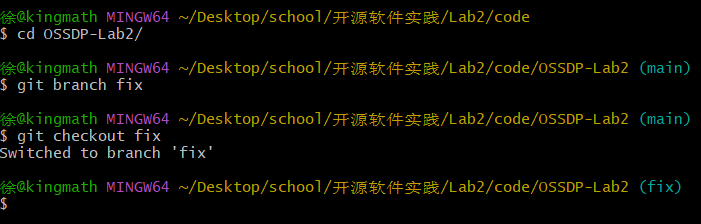 徐@kingmath MINGW64 ~/Desktop/school/开源软件实践/Lab2/code
$ cd OSSDP-Lab2/
徐@kingmath MINGW64 ~/Desktop/school/开源软件实践/Lab2/code/OSSDP-Lab2 (main)
$ git branch fix
徐@kingmath MINGW64 ~/Desktop/school/开源软件实践/Lab2/code/OSSDP-Lab2 (main)
$ git checkout fix
Switched to branch 'fix'
徐@kingmath MINGW64 ~/Desktop/school/开源软件实践/Lab2/code/OSSDP-Lab2 (fix)
$